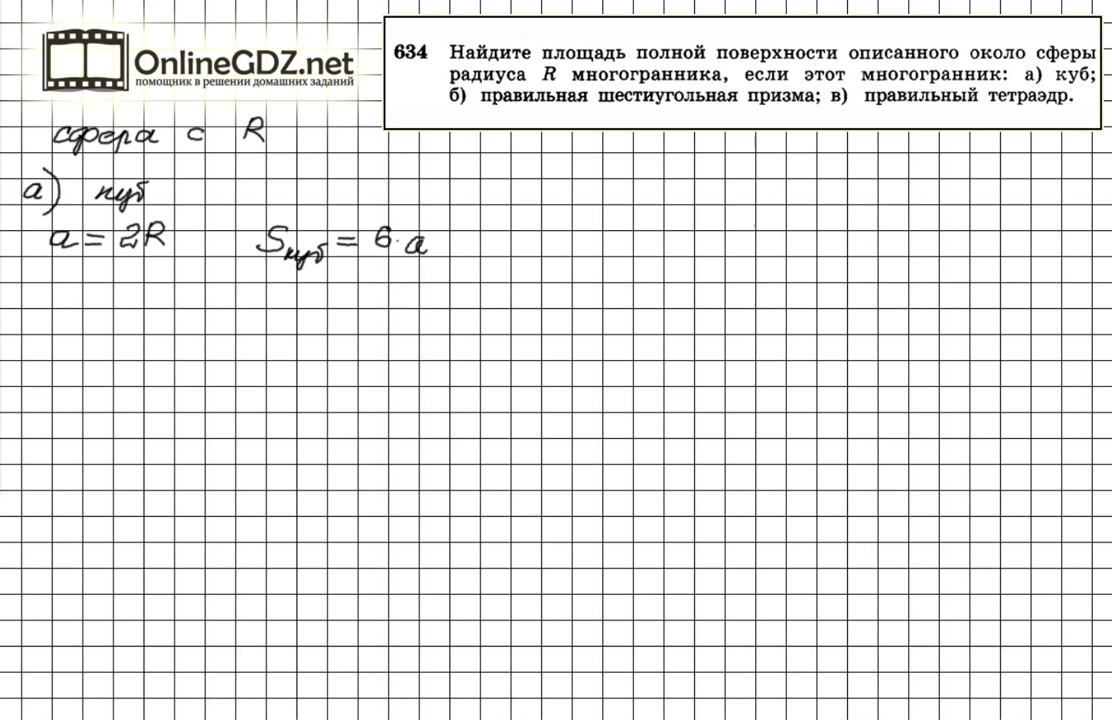 OnlineGDZ.net
помощник в решении домашних заданий
634 Найдите площадь полной поверхности описанного около сферы
радиуса R многогранника, если этот многогранник: а) куб;
б) правильная шестиугольная призма; в) правильный тетраэдр.
сфера с R
а) куб
a = 2R S куб = 6 · a